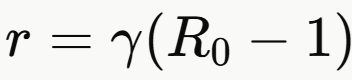 r = γ(R₀ − 1)